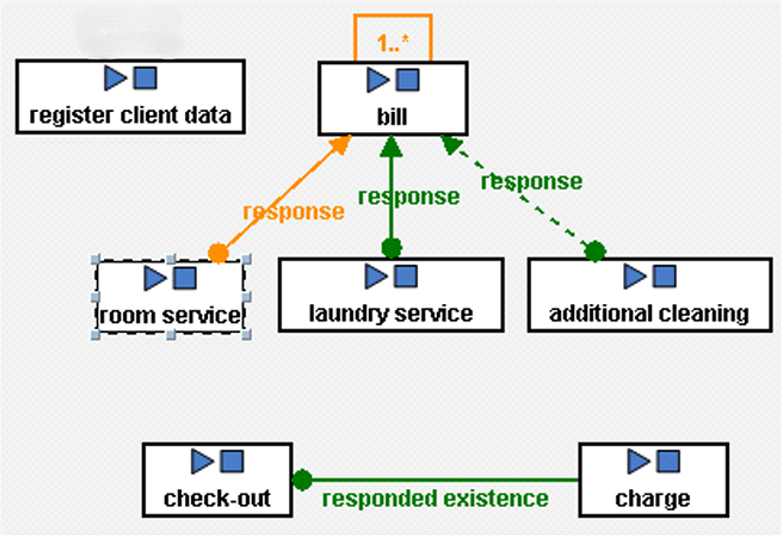 1..*
register client data
bill
response
response
response
room service
laundry service
additional cleaning
check-out
responded existence
charge